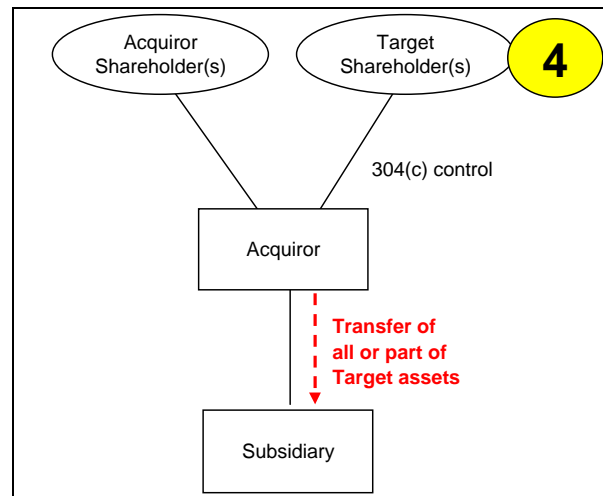 Acquiror
Shareholder(s)
Target
Shareholder(s)
4
304(c) control
Acquiror
Transfer of
all or part of
Target assets
Subsidiary